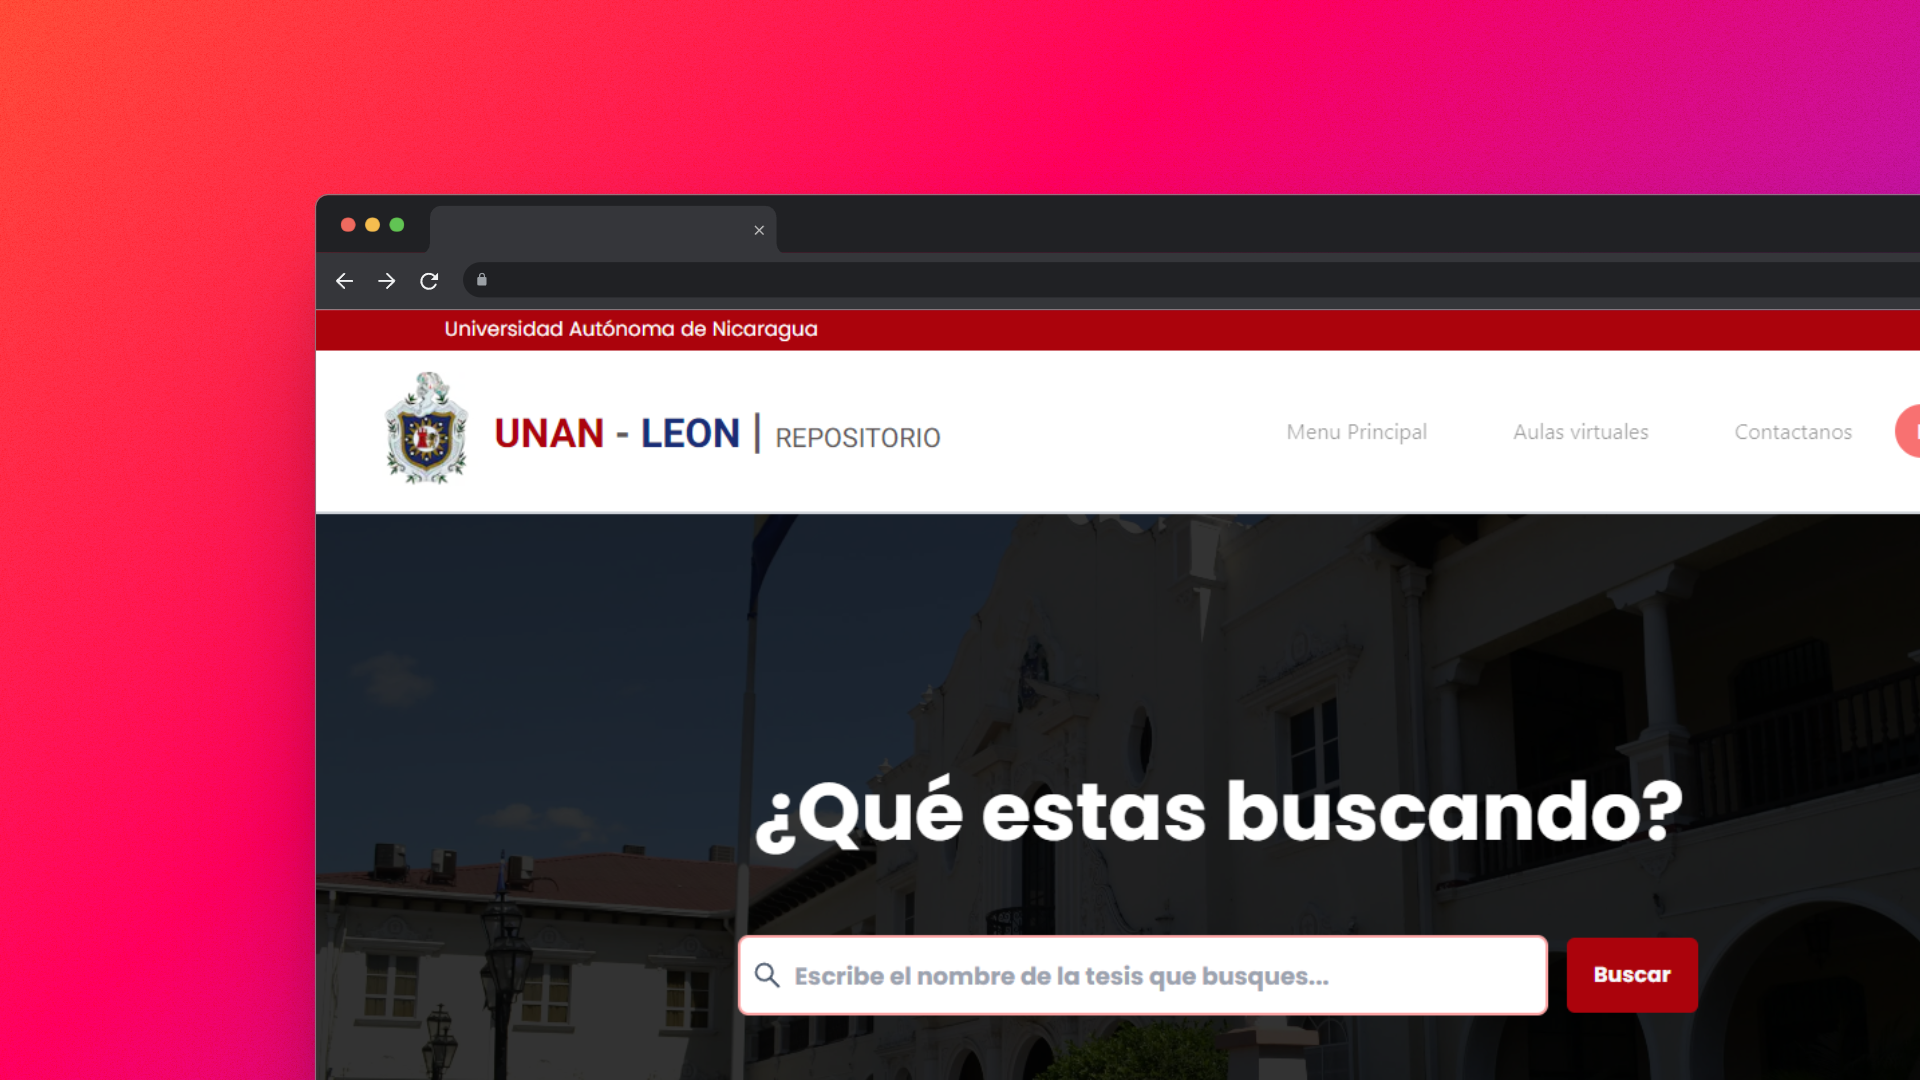 Universidad Autónoma de Nicaragua
UNAN - LEON | REPOSITORIO
Menu Principal
Aulas virtuales
Contactanos
¿Qué estas buscando?
Escribe el nombre de la tesis que busques...
Buscar